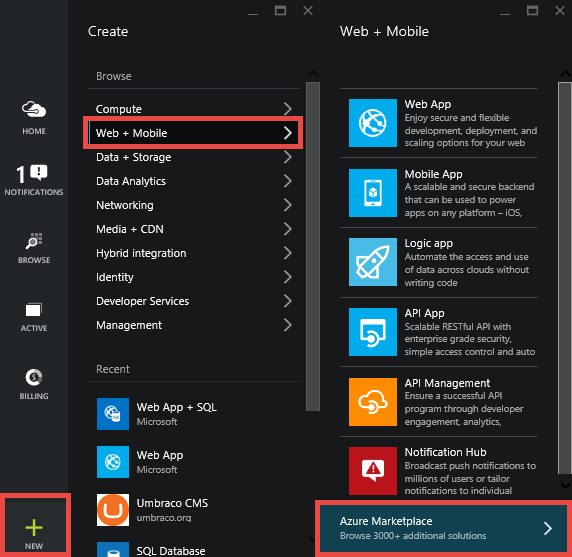 HOME
1
NOTIFICATIONS
BROWSE
ACTIVE
BILLING
NEW
Create
Browse
Compute
Web + Mobile
Data + Storage
Data Analytics
Networking
Media + CDN
Hybrid integration
Identity
Developer Services
Management
Recent
Web App + SQL
Microsoft
Web App
Microsoft
Umbraco CMS
umbraco.org
SQL Database
Web + Mobile
Web App
Enjoy secure and flexible
development, deployment, and
scaling options for your web
Mobile App
A scalable and secure backend
that can be used to power
apps on any platform – iOS,
Logic app
Automate the access and use
of data across clouds without
writing code
API App
Scalable RESTful API with
enterprise grade security,
simple access control and auto
API Management
Ensure a successful API
program through developer
engagement, analytics,
Notification Hub
Broadcast push notifications to
millions of users or tailor
notifications to individual
Azure Marketplace
Browse 3000+ additional solutions